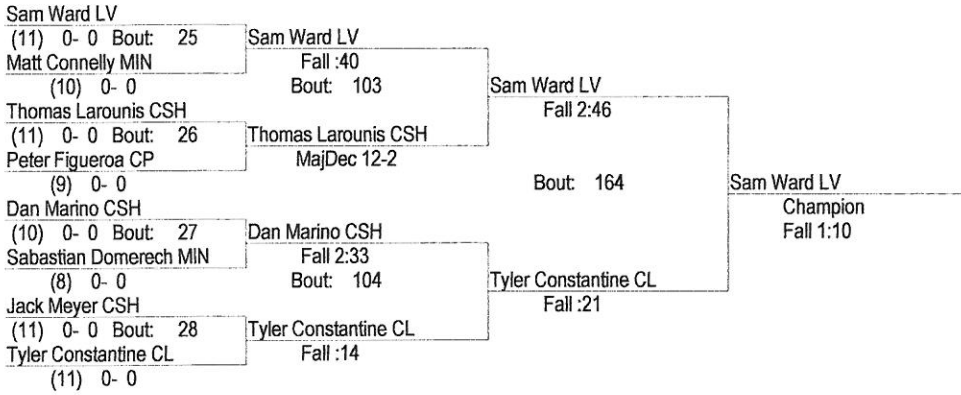 Sam Ward LV
(11) 0- 0 Bout: 25
Matt Connelly MIN
(10) 0- 0
Thomas Larounis CSH
(11) 0- 0 Bout: 26
Peter Figueroa CP
(9) 0- 0
Dan Marino CSH
(10) 0- 0 Bout: 27
Sabastian Domerech MIN
(8) 0- 0
Jack Meyer CSH
(11) 0- 0 Bout: 28
Tyler Constantine CL
(11) 0- 0
Sam Ward LV
Fall :40
Bout: 103
Thomas Larounis CSH
MajDec 12-2
Dan Marino CSH
Fall 2:33
Bout: 104
Tyler Constantine CL
Fall :14
Sam Ward LV
Fall 2:46
Bout: 164
Tyler Constantine CL
Fall :21
Sam Ward LV
Champion
Fall 1:10